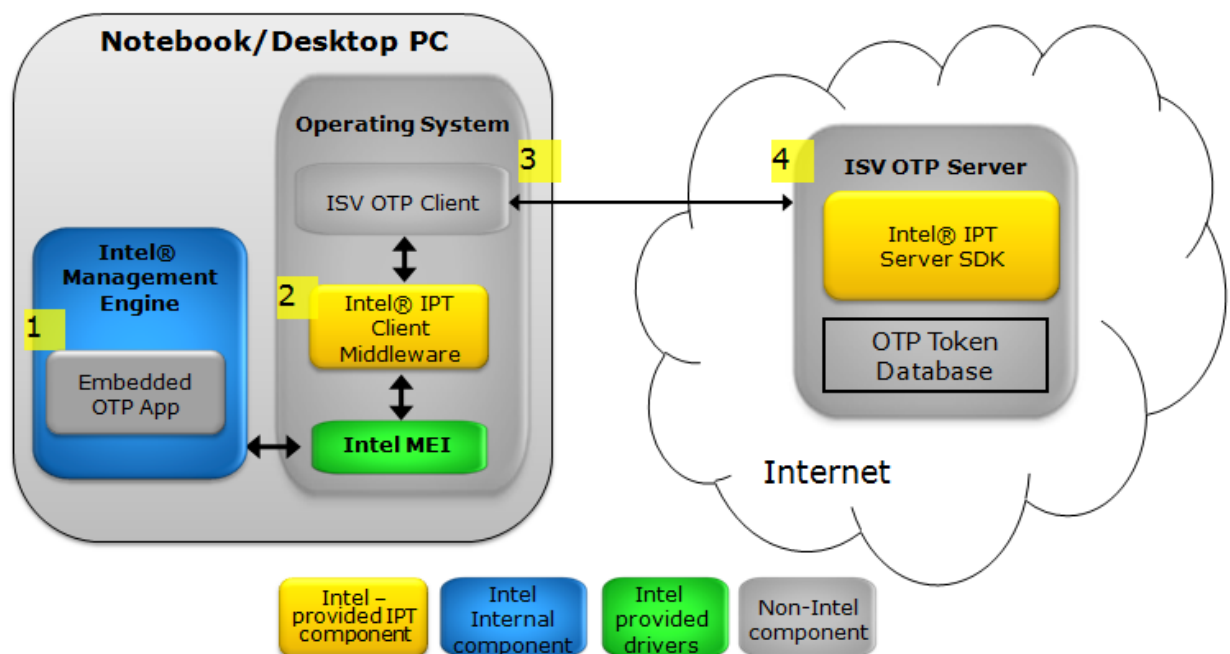 Notebook/Desktop PC
Operating System
3
ISV OTP Client
Intel®
Management
Engine
1
Embedded
OTP App
2
Intel® IPT
Client
Middleware
Intel MEI
4
ISV OTP Server
Intel® IPT
Server SDK
OTP Token
Database
Internet
Intel –
provided IPT
component
Intel
Internal
component
Intel
provided
drivers
Non-Intel
component